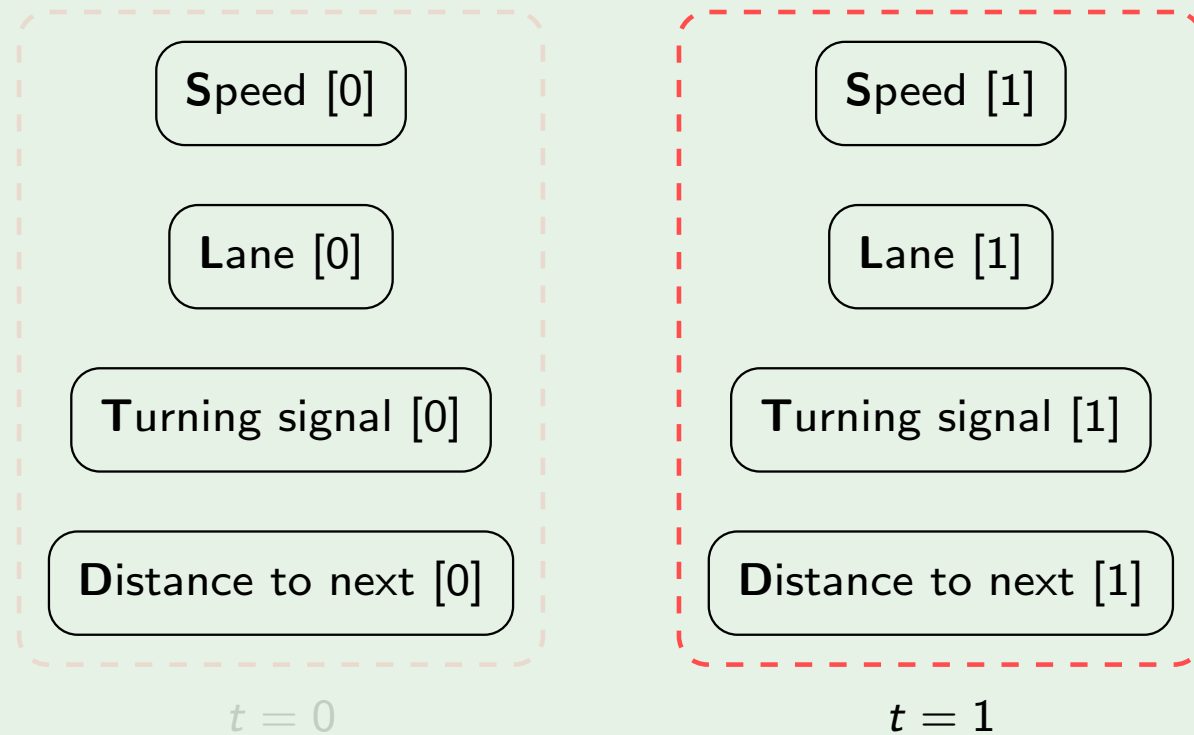 Speed [0]
Lane [0]
Turning signal [0]
Distance to next [0]
t = 0
Speed [1]
Lane [1]
Turning signal [1]
Distance to next [1]
t = 1